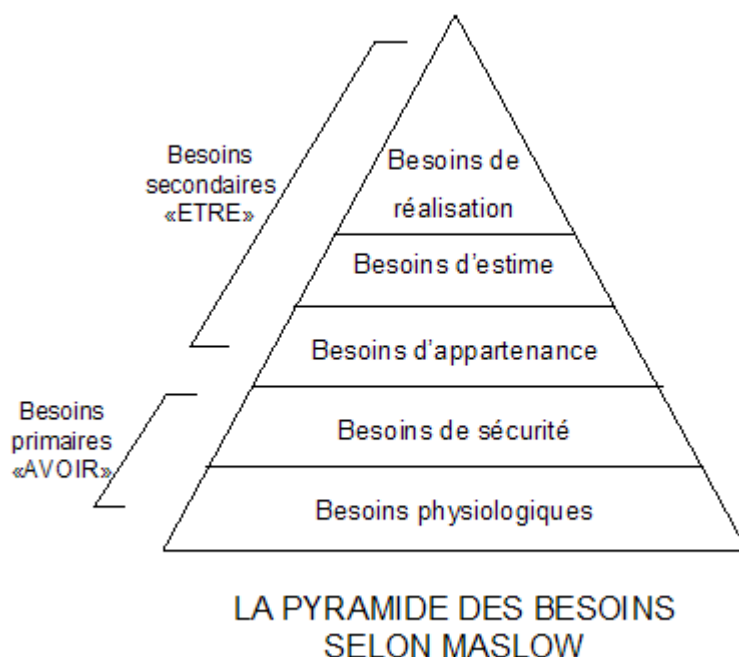 Besoins
secondaires
«ETRE»
Besoins de
réalisation
Besoins d'estime
Besoins d'appartenance
Besoins
primaires
«AVOIR»
Besoins de sécurité
Besoins physiologiques
LA PYRAMIDE DES BESOINS
SELON MASLOW